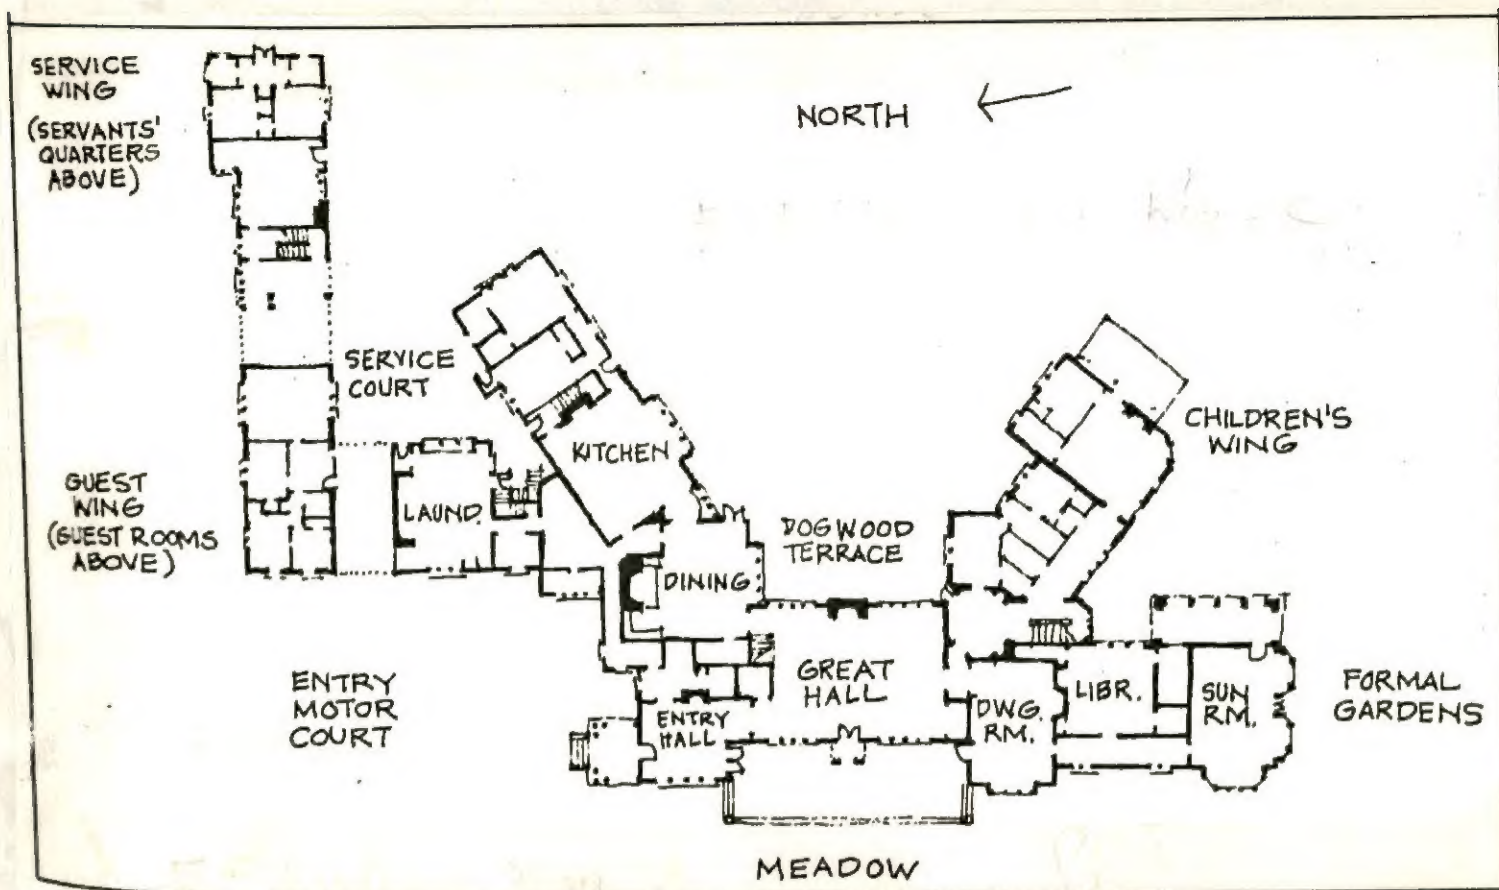 SERVICE
WING
(SERVANTS'
QUARTERS
ABOVE)
NORTH
SERVICE
COURT
CHILDREN'S
WING
KITCHEN
GUEST
WING
(GUEST ROOMS
ABOVE)
LAUND.
DOGWOOD
TERRACE
DINING
ENTRY
MOTOR
COURT
GREAT
HALL
ENTRY
HALL
DWG.
RM.
LIBR.
SUN
RM.
FORMAL
GARDENS
MEADOW